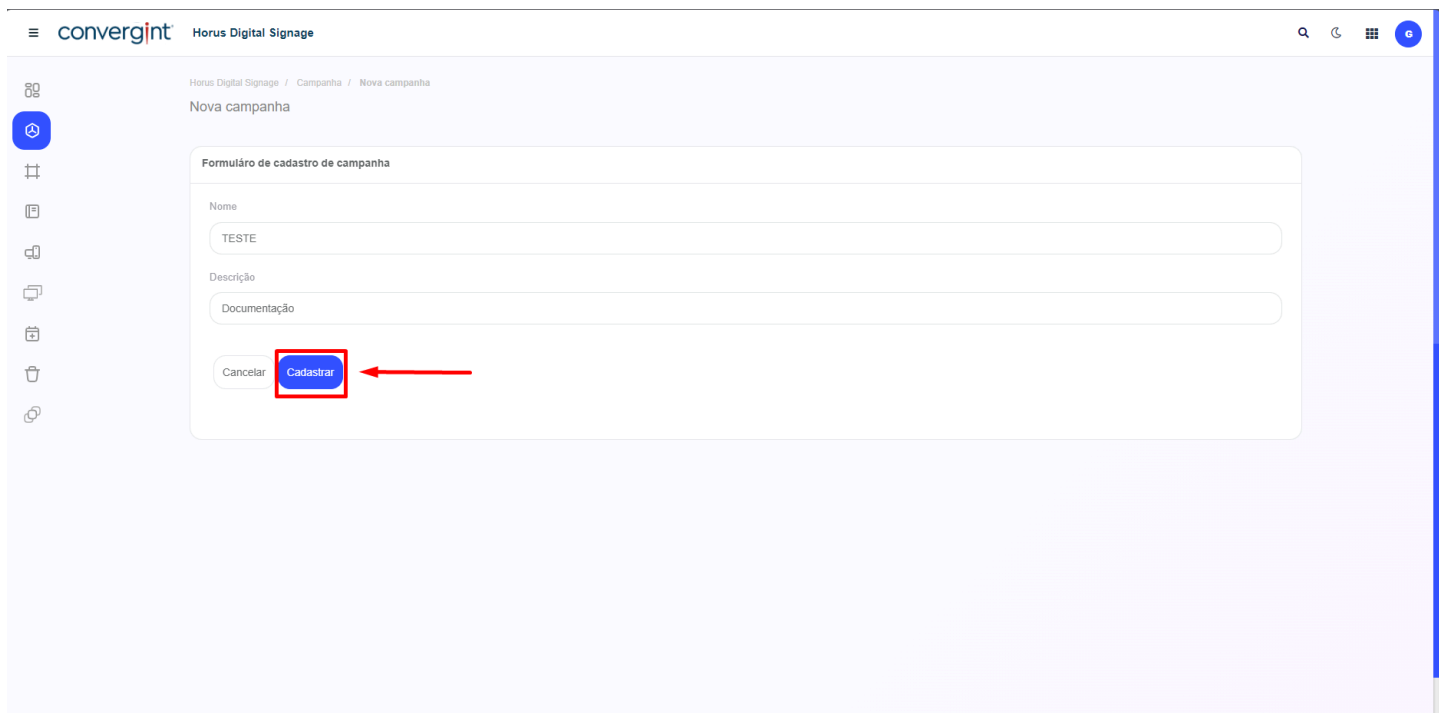 convergint Horus Digital Signage
G
Horus Digital Signage / Campanha / Nova campanha
Nova campanha
Formuláro de cadastro de campanha
Nome
TESTE
Descrição
Documentação
Cancelar Cadastrar